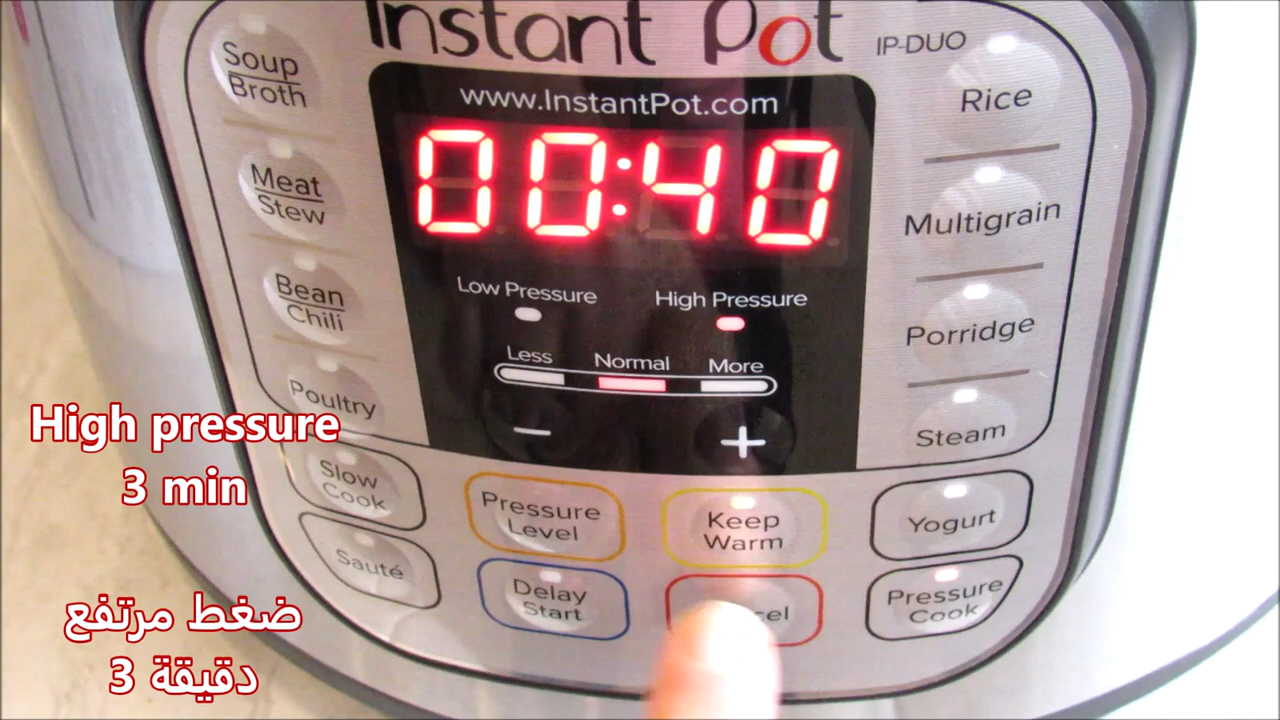 Instant Pot IP-DUO
www.InstantPot.com
00:40
Soup
Broth
Meat
Stew
Bean
Chili
Poultry
Slow
Cook
Sauté
Low Pressure
High Pressure
Less
Normal
More
−
+
Pressure
Level
Keep
Warm
Delay
Start
Rice
Multigrain
Porridge
Steam
Yogurt
Pressure
Cook
High pressure
3 min
ضغط مرتفع
3 دقيقة